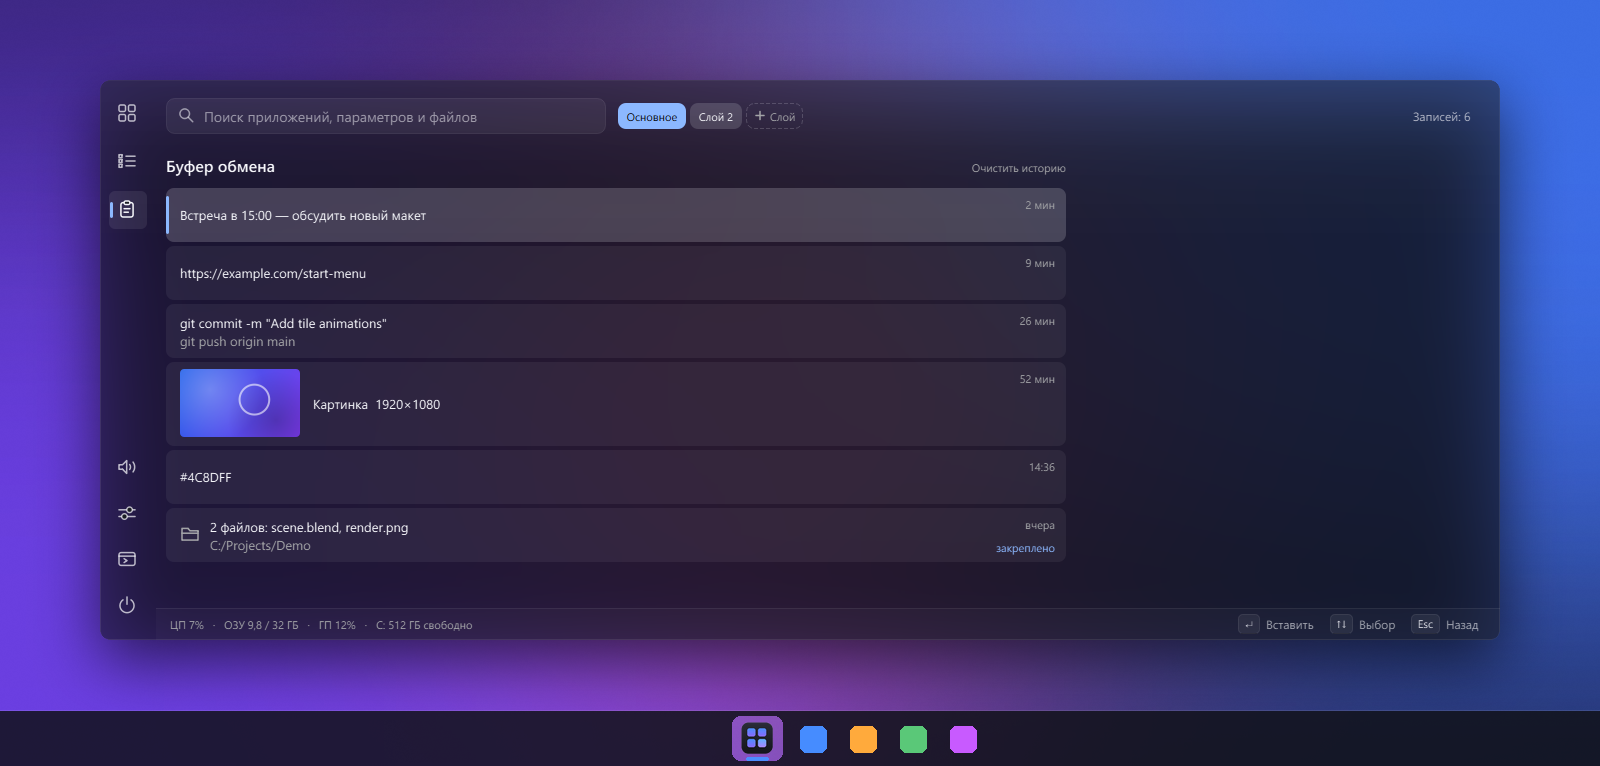 Поиск приложений, параметров и файлов
Основное
Слой 2
+ Слой
Записей: 6
Буфер обмена
Очистить историю
Встреча в 15:00 — обсудить новый макет
2 мин
https://example.com/start-menu
9 мин
git commit -m "Add tile animations"
git push origin main
26 мин
Картинка 1920×1080
52 мин
#4C8DFF
14:36
2 файлов: scene.blend, render.png
C:/Projects/Demo
вчера
закреплено
ЦП 7% · ОЗУ 9,8 / 32 ГБ · ГП 12% · C: 512 ГБ свободно
↵ Вставить
↑↓ Выбор
Esc Назад